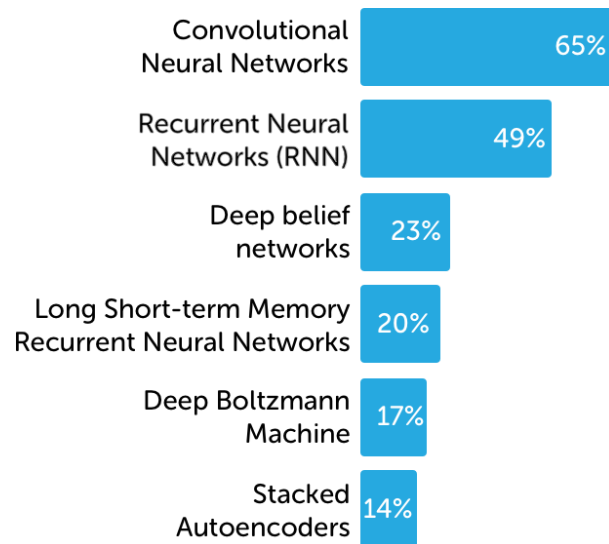 Convolutional
Neural Networks
65%
Recurrent Neural
Networks (RNN)
49%
Deep belief
networks
23%
Long Short-term Memory
Recurrent Neural Networks
20%
Deep Boltzmann
Machine
17%
Stacked
Autoencoders
14%